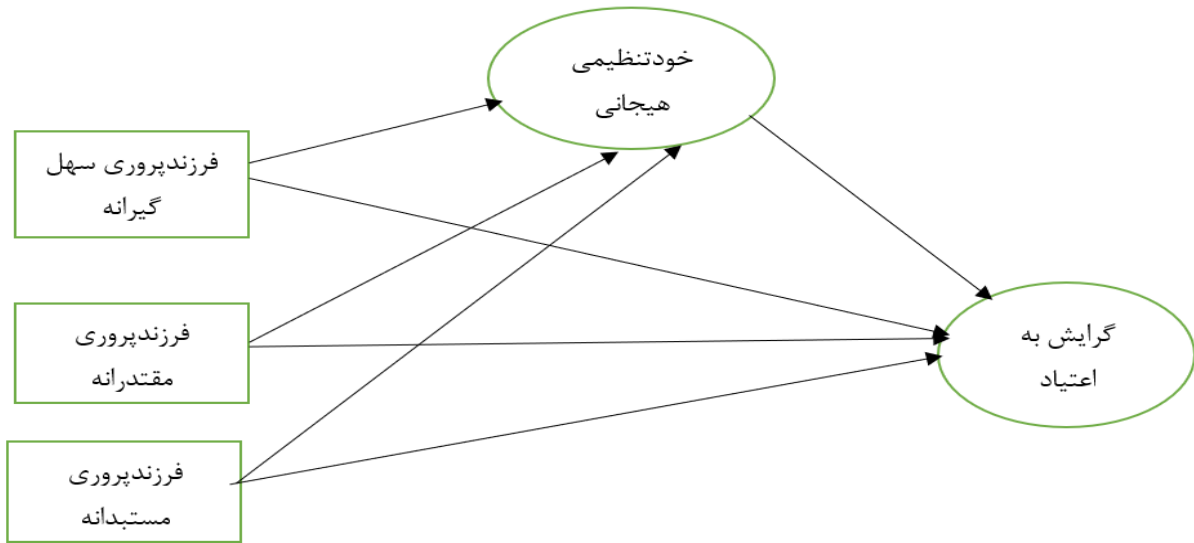 خودتنظیمی
هیجانی
فرزندپروری سهل
گیرانه
فرزندپروری
مقتدرانه
گرایش به
اعتیاد
فرزندپروری
مستبدانه